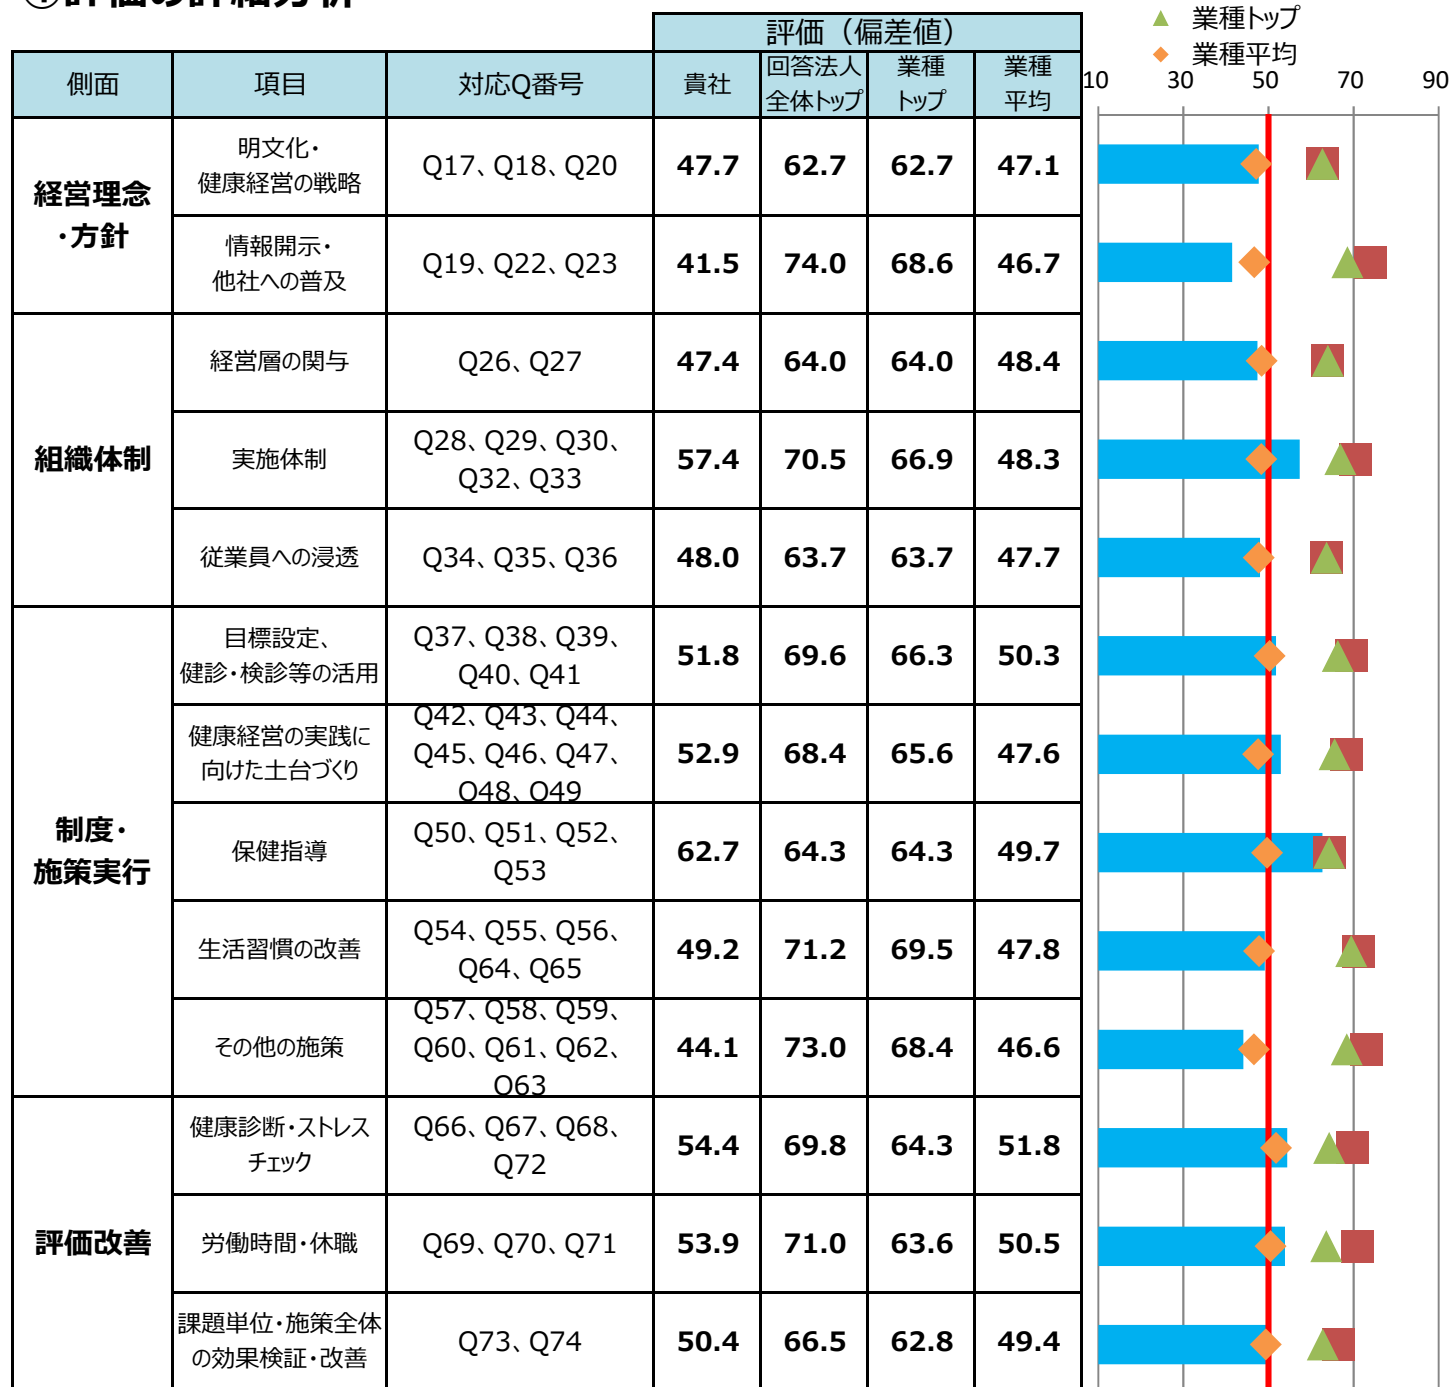 ①評価の詳細分析
業種トップ
業種平均
評価（偏差値）
側面 項目 対応Q番号 貴社 回答法人全体トップ 業種トップ 業種平均
10 30 50 70 90
経営理念・方針
明文化・
健康経営の戦略
Q17、Q18、Q20
47.7 62.7 62.7 47.1
情報開示・
他社への普及
Q19、Q22、Q23
41.5 74.0 68.6 46.7
組織体制
経営層の関与
Q26、Q27
47.4 64.0 64.0 48.4
実施体制
Q28、Q29、Q30、
Q32、Q33
57.4 70.5 66.9 48.3
従業員への浸透
Q34、Q35、Q36
48.0 63.7 63.7 47.7
制度・
施策実行
目標設定、
健診・検診等の活用
Q37、Q38、Q39、
Q40、Q41
51.8 69.6 66.3 50.3
健康経営の実践に
向けた土台づくり
Q42、Q43、Q44、
Q45、Q46、Q47、
Q48、Q49
52.9 68.4 65.6 47.6
保健指導
Q50、Q51、Q52、
Q53
62.7 64.3 64.3 49.7
生活習慣の改善
Q54、Q55、Q56、
Q64、Q65
49.2 71.2 69.5 47.8
その他の施策
Q57、Q58、Q59、
Q60、Q61、Q62、
Q63
44.1 73.0 68.4 46.6
評価改善
健康診断・ストレス
チェック
Q66、Q67、Q68、
Q72
54.4 69.8 64.3 51.8
労働時間・休職
Q69、Q70、Q71
53.9 71.0 63.6 50.5
課題単位・施策全体
の効果検証・改善
Q73、Q74
50.4 66.5 62.8 49.4